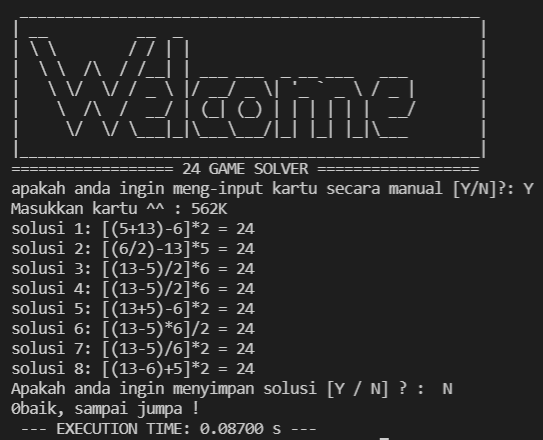 Welcome
================== 24 GAME SOLVER ==================
apakah anda ingin meng-input kartu secara manual [Y/N]?: Y
Masukkan kartu ^^ : 562K
solusi 1: [(5+13)-6]*2 = 24
solusi 2: [(6/2)-13]*5 = 24
solusi 3: [(13-5)/2]*6 = 24
solusi 4: [(13-5)/2]*6 = 24
solusi 5: [(13+5)-6]*2 = 24
solusi 6: [(13-5)*6]/2 = 24
solusi 7: [(13-5)/6]*2 = 24
solusi 8: [(13-6)+5]*2 = 24
Apakah anda ingin menyimpan solusi [Y / N] ? :  N
0baik, sampai jumpa !
 --- EXECUTION TIME: 0.08700 s ---